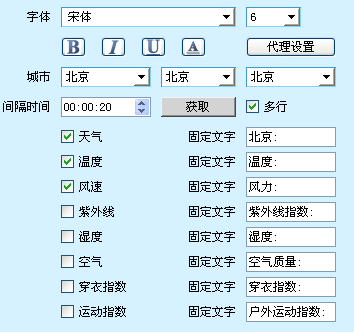 字体 宋体 6
B I U A 代理设置
城市 北京 北京 北京
间隔时间 00:00:20 获取 多行
天气 固定文字 北京:
温度 固定文字 温度:
风速 固定文字 风力:
紫外线 固定文字 紫外线指数:
湿度 固定文字 湿度:
空气 固定文字 空气质量:
穿衣指数 固定文字 穿衣指数:
运动指数 固定文字 户外运动指数: